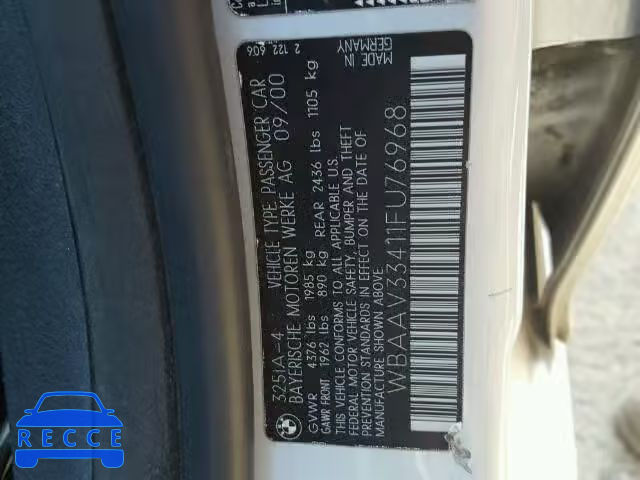 325iA-4
VEHICLE TYPE: PASSENGER CAR
BAYERISCHE MOTOREN WERKE AG 09/00
GVWR 4376 lbs 1985 kg
GAWR FRONT 1962 lbs 890 kg REAR 2436 lbs 1105 kg
THIS VEHICLE CONFORMS TO ALL APPLICABLE U.S.
FEDERAL MOTOR VEHICLE SAFETY, BUMPER AND THEFT
PREVENTION STANDARDS IN EFFECT ON THE DATE OF
MANUFACTURE SHOWN ABOVE.
WBAAV33411FU76968
2 122 606
MADE IN
GERMANY
RECCE